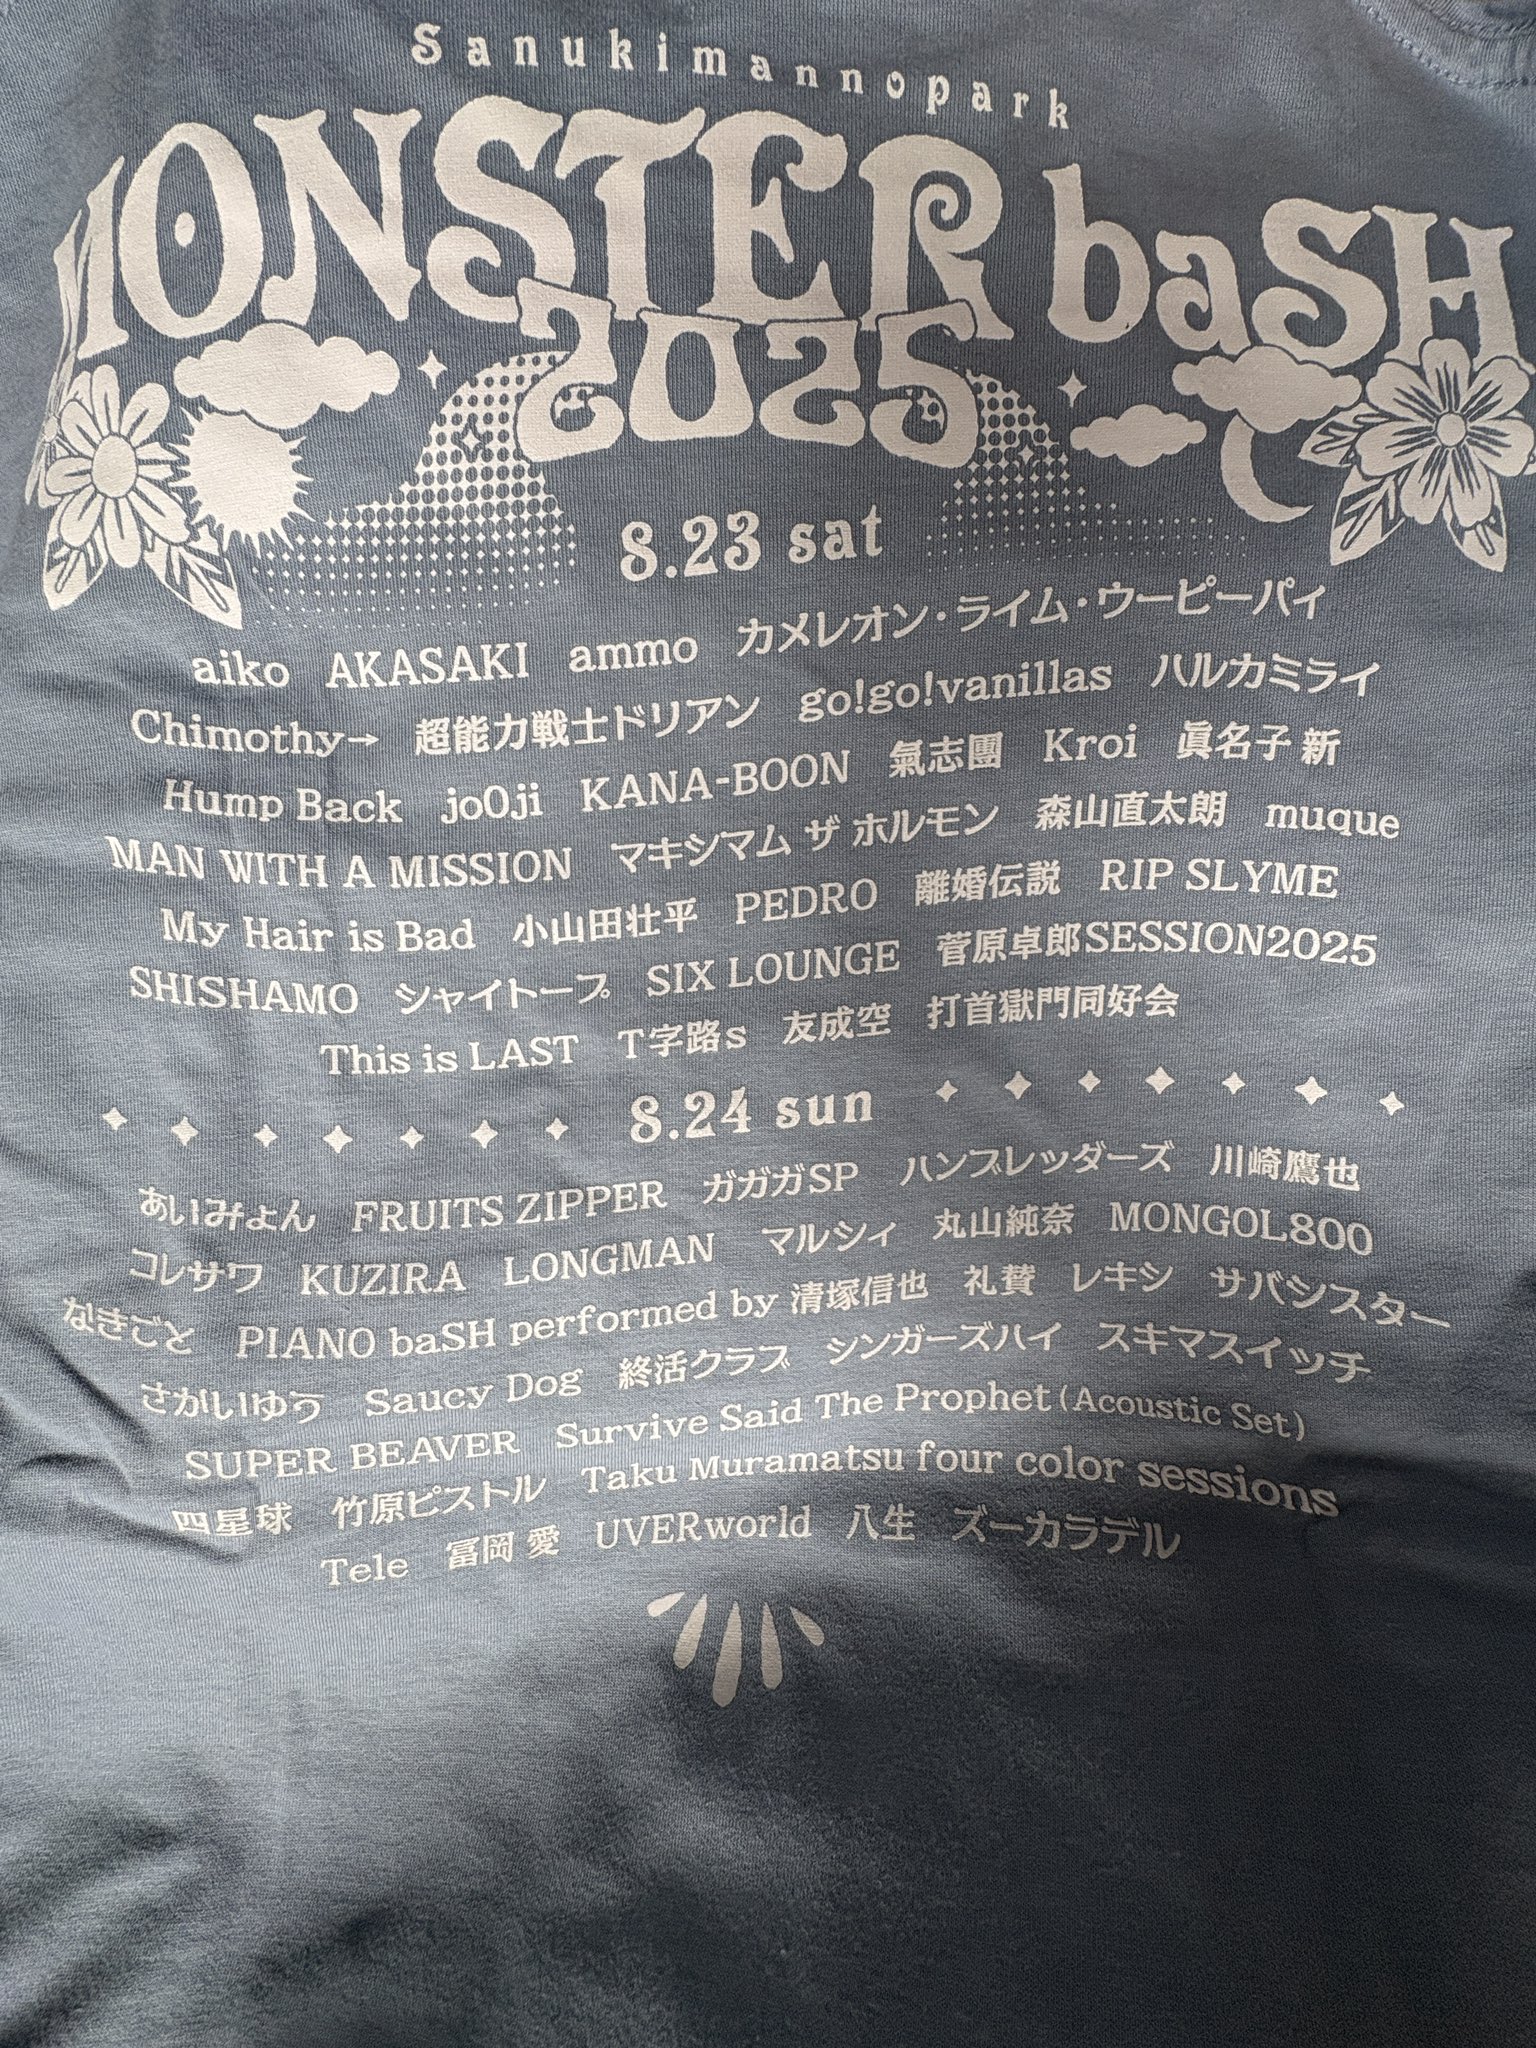 Sanukimannopark
MONSTER baSH
2025
8.23 sat
aiko AKASAKI ammo カメレオン・ライム・ウーピーパイ
Chimothy→ 超能力戦士ドリアン go!go!vanillas ハルカミライ
Hump Back jo0ji KANA-BOON 氣志團 Kroi 眞名子 新
MAN WITH A MISSION マキシマム ザ ホルモン 森山直太朗 muque
My Hair is Bad 小山田壮平 PEDRO 離婚伝説 RIP SLYME
SHISHAMO シャイトープ SIX LOUNGE 菅原卓郎SESSION2025
This is LAST T字路s 友成空 打首獄門同好会
8.24 sun
あいみょん FRUITS ZIPPER ガガガSP ハンブレッダーズ 川崎鷹也
コレサワ KUZIRA LONGMAN マルシィ 丸山純奈 MONGOL800
なきごと PIANO baSH performed by 清塚信也 礼賛 レキシ サバシスター
さかいゆう Saucy Dog 終活クラブ シンガーズハイ スキマスイッチ
SUPER BEAVER Survive Said The Prophet (Acoustic Set)
四星球 竹原ピストル Taku Muramatsu four color sessions
Tele 冨岡 愛 UVERworld 八生 ズーカラデル